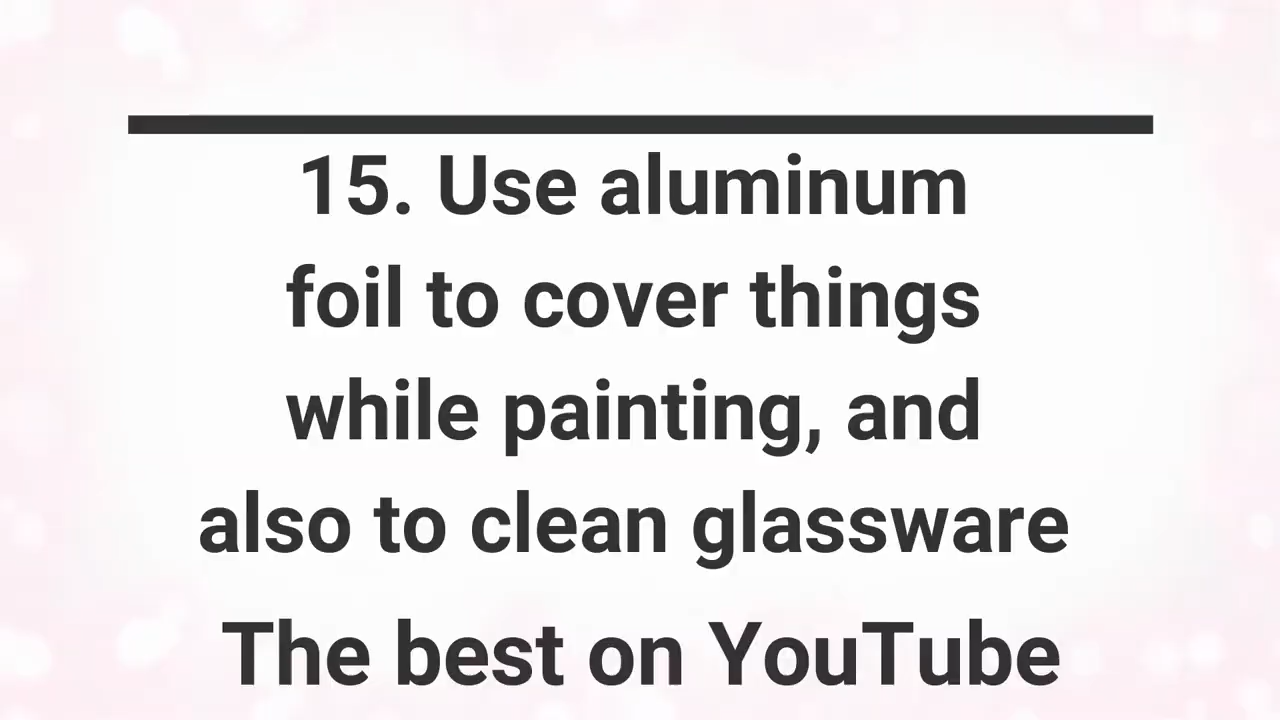 15. Use aluminum
foil to cover things
while painting, and
also to clean glassware
The best on YouTube